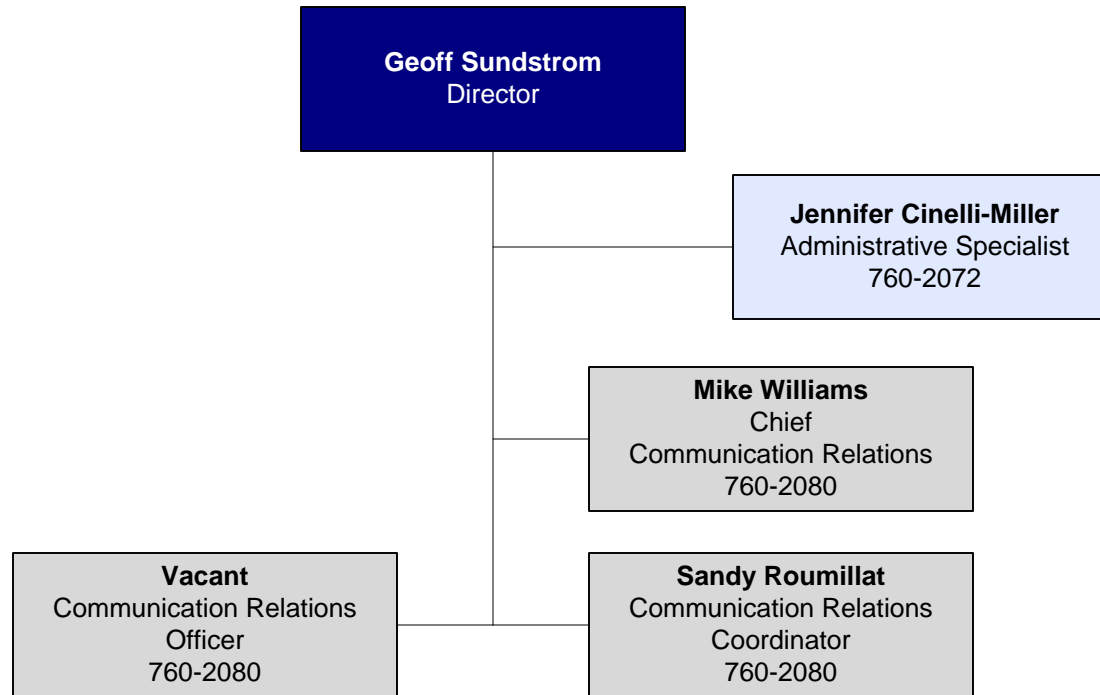 Geoff Sundstrom
Director
Jennifer Cinelli-Miller
Administrative Specialist
760-2072
Mike Williams
Chief
Communication Relations
760-2080
Vacant
Communication Relations
Officer
760-2080
Sandy Roumillat
Communication Relations
Coordinator
760-2080